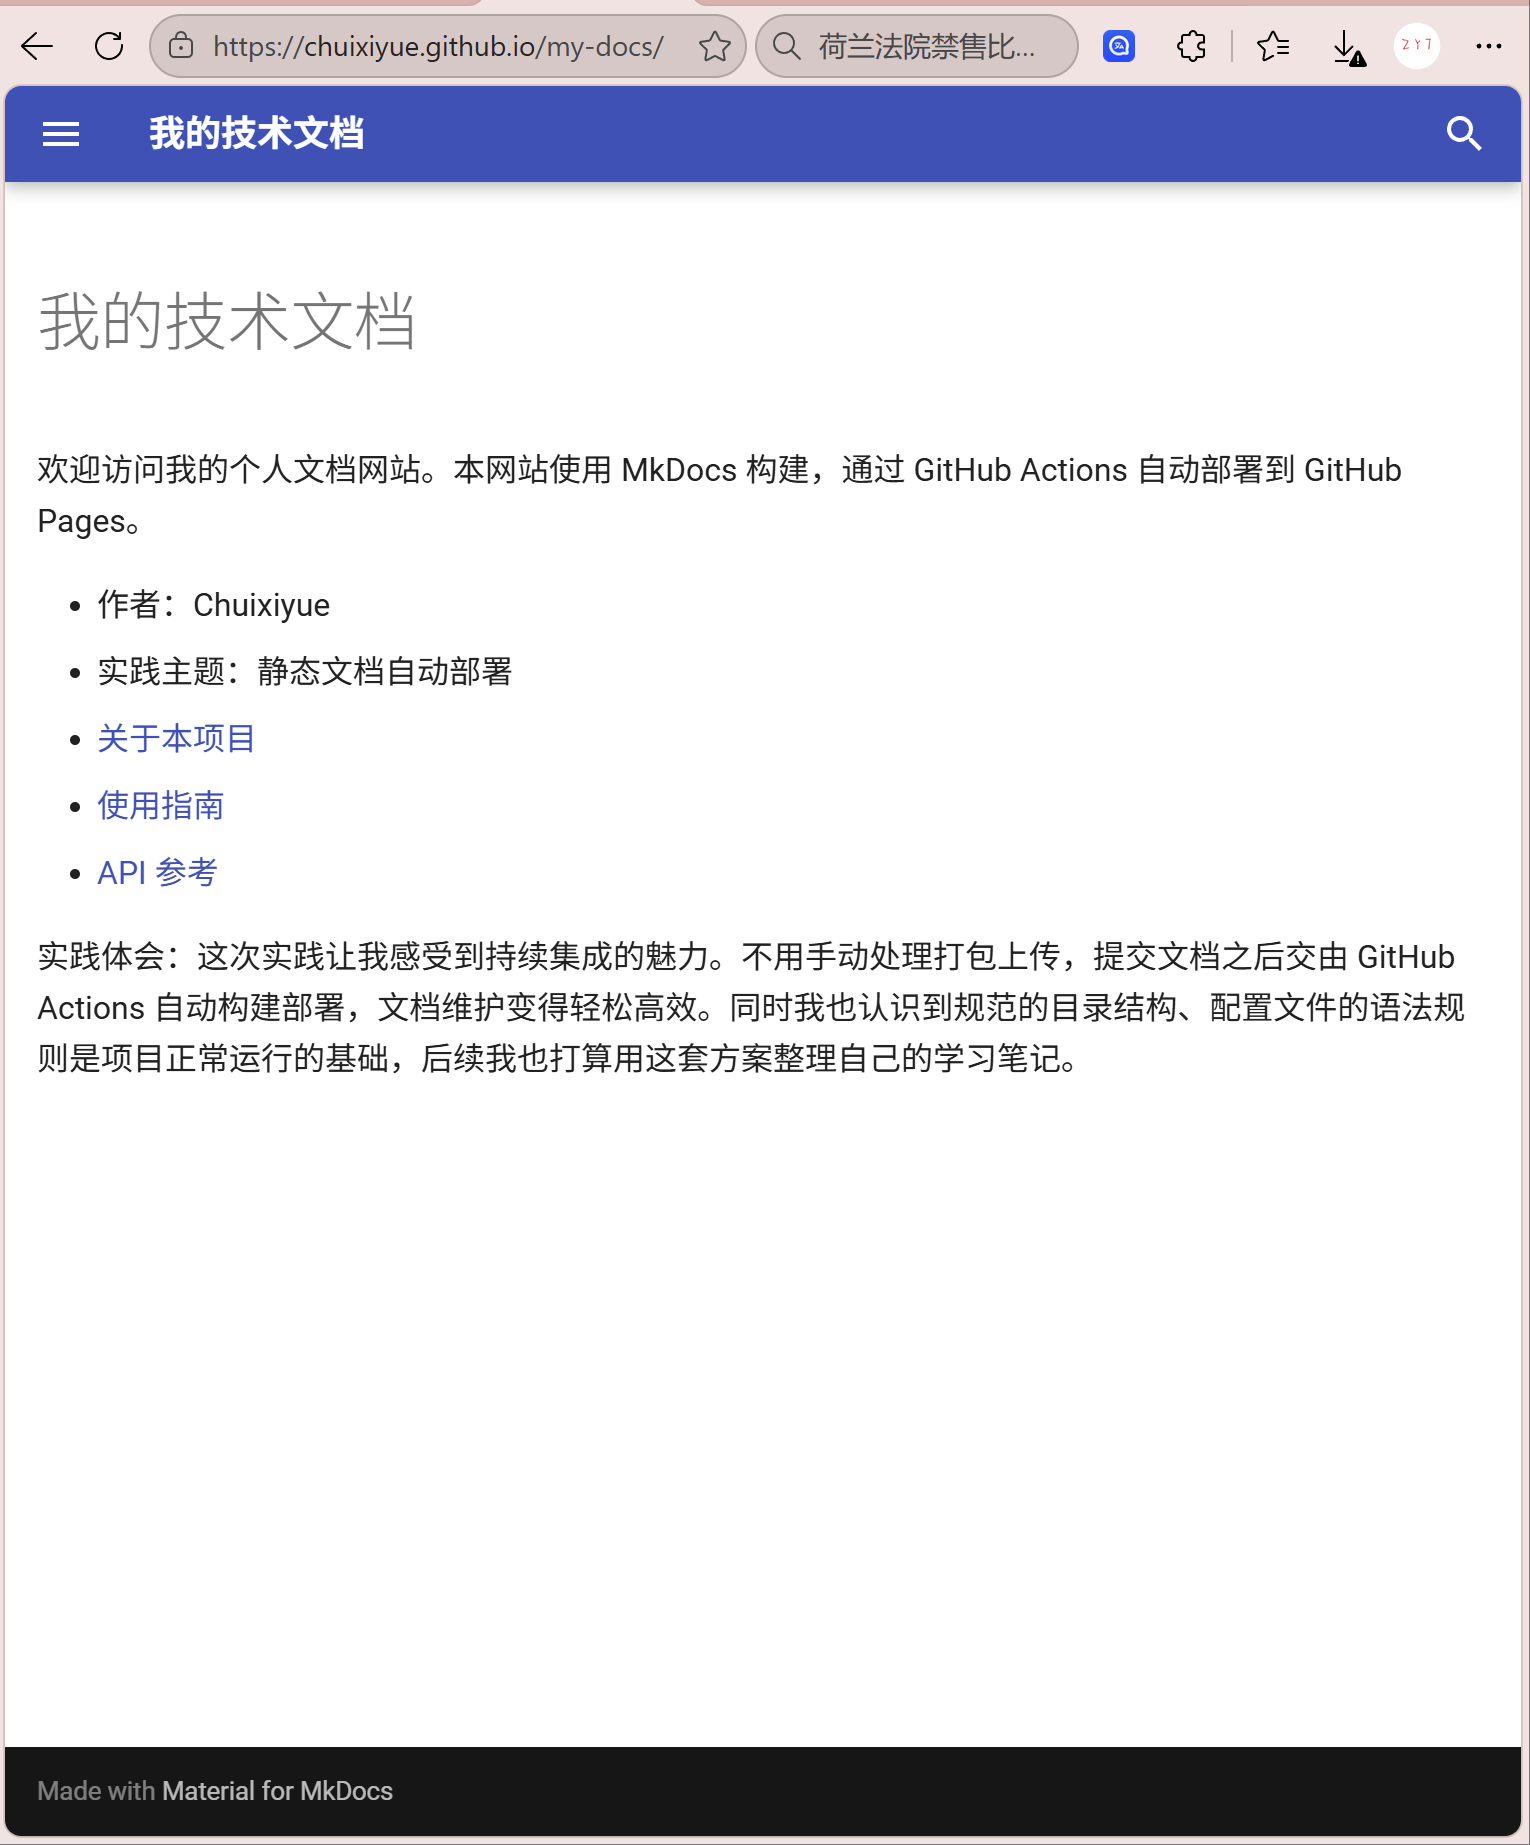 https://chuixiyue.github.io/my-docs/
荷兰法院禁售比...
ZYT
我的技术文档
我的技术文档
欢迎访问我的个人文档网站。本网站使用 MkDocs 构建，通过 GitHub Actions 自动部署到 GitHub
Pages。
作者：Chuixiyue
实践主题：静态文档自动部署
关于本项目
使用指南
API 参考
实践体会：这次实践让我感受到持续集成的魅力。不用手动处理打包上传，提交文档之后交由 GitHub
Actions 自动构建部署，文档维护变得轻松高效。同时我也认识到规范的目录结构、配置文件的语法规
则是项目正常运行的基础，后续我也打算用这套方案整理自己的学习笔记。
Made with Material for MkDocs